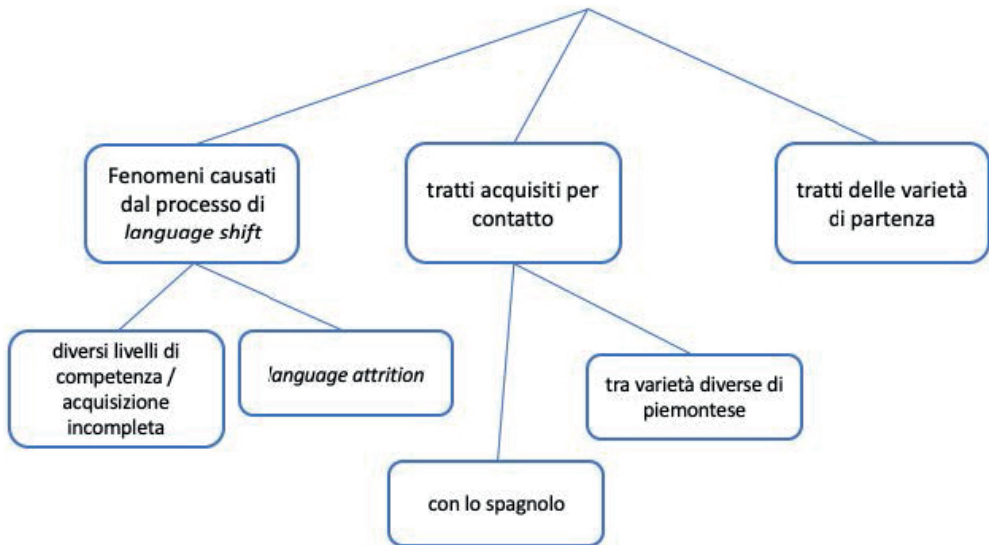 Fenomeni causati
dal processo di
language shift
tratti acquisiti per
contatto
tratti delle varietà
di partenza
diversi livelli di
competenza /
acquisizione
incompleta
language attrition
tra varietà diverse di
piemontese
con lo spagnolo